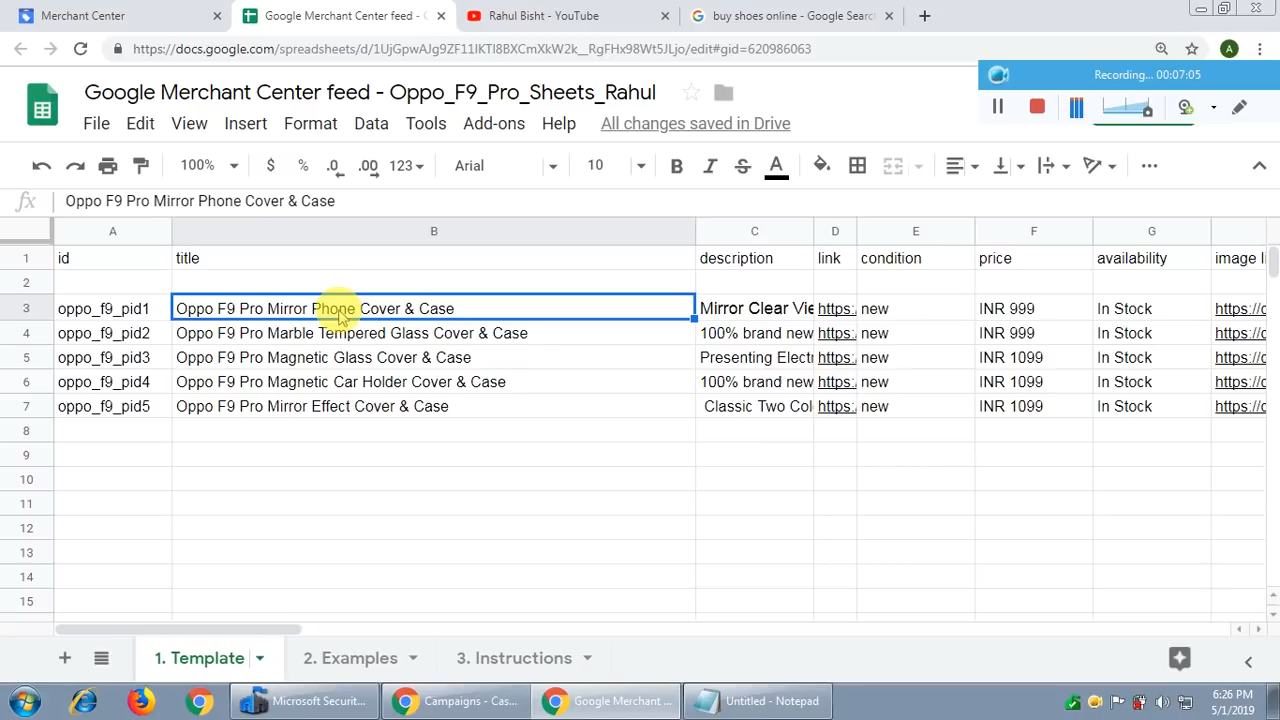 Merchant Center
Google Merchant Center feed -
Rahul Bisht - YouTube
buy shoes online - Google Searc
https://docs.google.com/spreadsheets/d/1UjGpwAJg9ZF11IKTI8BXCmXkW2k__RgFHx98Wt5JLjo/edit#gid=620986063
A
Recording... 00:07:05
Google Merchant Center feed - Oppo_F9_Pro_Sheets_Rahul
File Edit View Insert Format Data Tools Add-ons Help All changes saved in Drive
100% $ % .0 .00 123 Arial 10 B I S A
fx Oppo F9 Pro Mirror Phone Cover & Case
A B C D E F G
1 id title description link condition price availability image l
2
3 oppo_f9_pid1 Oppo F9 Pro Mirror Phone Cover & Case Mirror Clear Vie https: new INR 999 In Stock https://d
4 oppo_f9_pid2 Oppo F9 Pro Marble Tempered Glass Cover & Case 100% brand new https: new INR 999 In Stock https://d
5 oppo_f9_pid3 Oppo F9 Pro Magnetic Glass Cover & Case Presenting Electr https: new INR 1099 In Stock https://d
6 oppo_f9_pid4 Oppo F9 Pro Magnetic Car Holder Cover & Case 100% brand new https: new INR 1099 In Stock https://d
7 oppo_f9_pid5 Oppo F9 Pro Mirror Effect Cover & Case Classic Two Col https: new INR 1099 In Stock https://d
8
9
10
11
12
13
14
15
1. Template 2. Examples 3. Instructions
Microsoft Securit... Campaigns - Cas... Google Merchant ... Untitled - Notepad
6:26 PM
5/1/2019